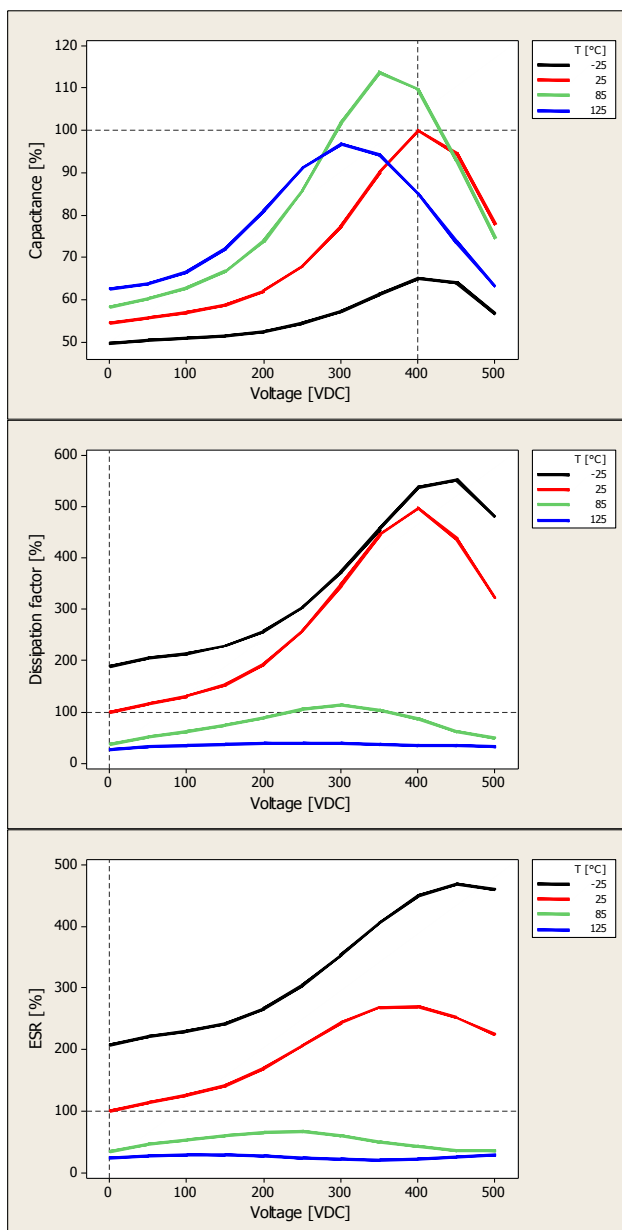 120
110
100
90
80
70
60
50
Capacitance [%]
0 100 200 300 400 500
Voltage [VDC]
T [°C]
-25
25
85
125
600
500
400
300
200
100
0
Dissipation factor [%]
0 100 200 300 400 500
Voltage [VDC]
T [°C]
-25
25
85
125
500
400
300
200
100
0
ESR [%]
0 100 200 300 400 500
Voltage [VDC]
T [°C]
-25
25
85
125